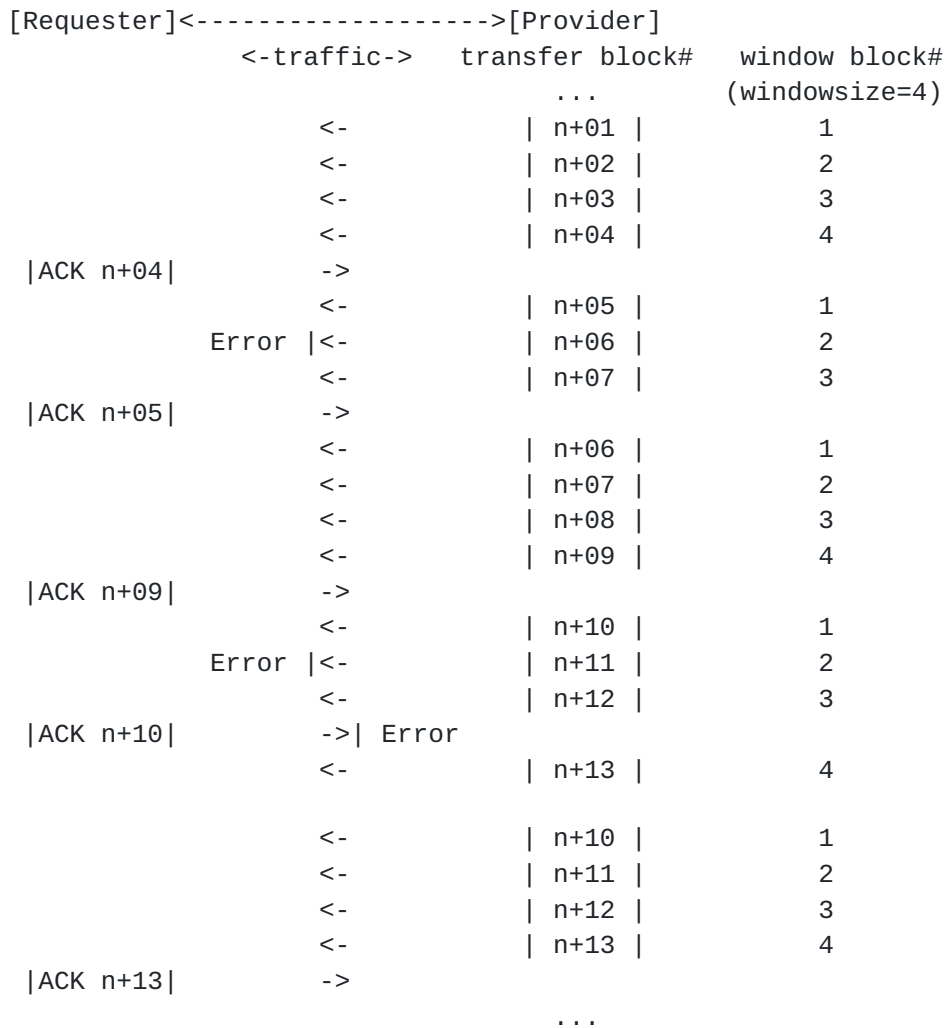 [Requester]<------------------->[Provider]
<-traffic-> transfer block# window block#
... (windowsize=4)
<- | n+01 | 1
<- | n+02 | 2
<- | n+03 | 3
<- | n+04 | 4
|ACK n+04| ->
<- | n+05 | 1
Error |<- | n+06 | 2
<- | n+07 | 3
|ACK n+05| ->
<- | n+06 | 1
<- | n+07 | 2
<- | n+08 | 3
<- | n+09 | 4
|ACK n+09| ->
<- | n+10 | 1
Error |<- | n+11 | 2
<- | n+12 | 3
|ACK n+10| ->| Error
<- | n+13 | 4
<- | n+10 | 1
<- | n+11 | 2
<- | n+12 | 3
<- | n+13 | 4
|ACK n+13| ->
...